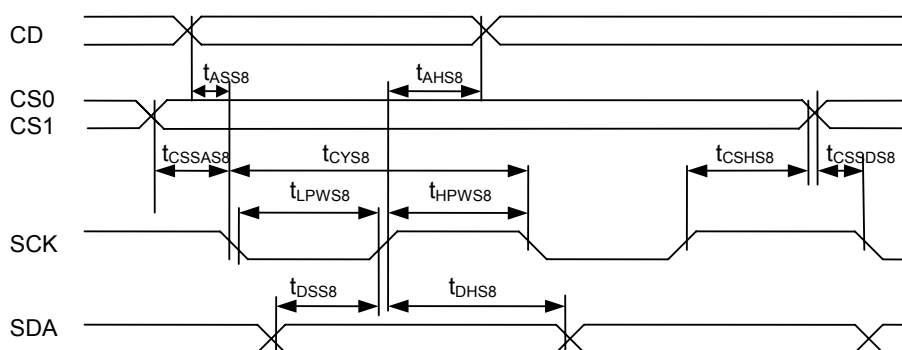 CD
tASS8 tAHS8
CS0
CS1
tCSSAS8 tCYS8 tCSHS8 tCSSDS8
tLPWS8 tHPWS8
SCK
tDSS8 tDHS8
SDA